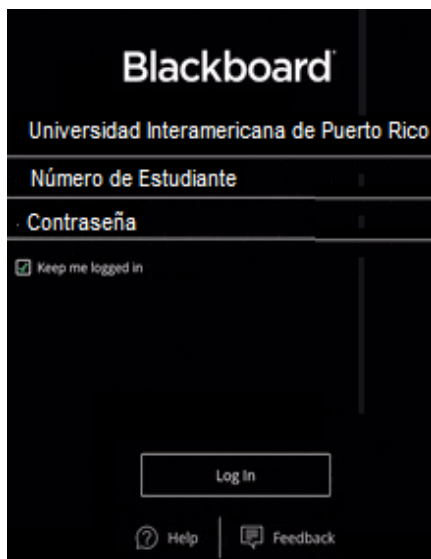 Blackboard
Universidad Interamericana de Puerto Rico
Número de Estudiante
Contraseña
Keep me logged in
Log In
Help
Feedback